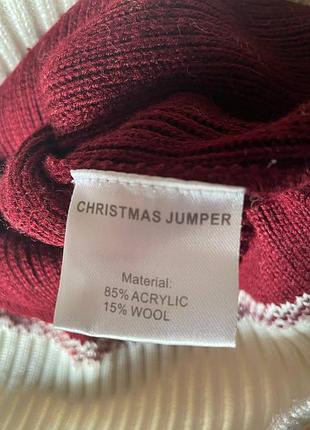 CHRISTMAS JUMPER
Material:
85% ACRYLIC
15% WOOL